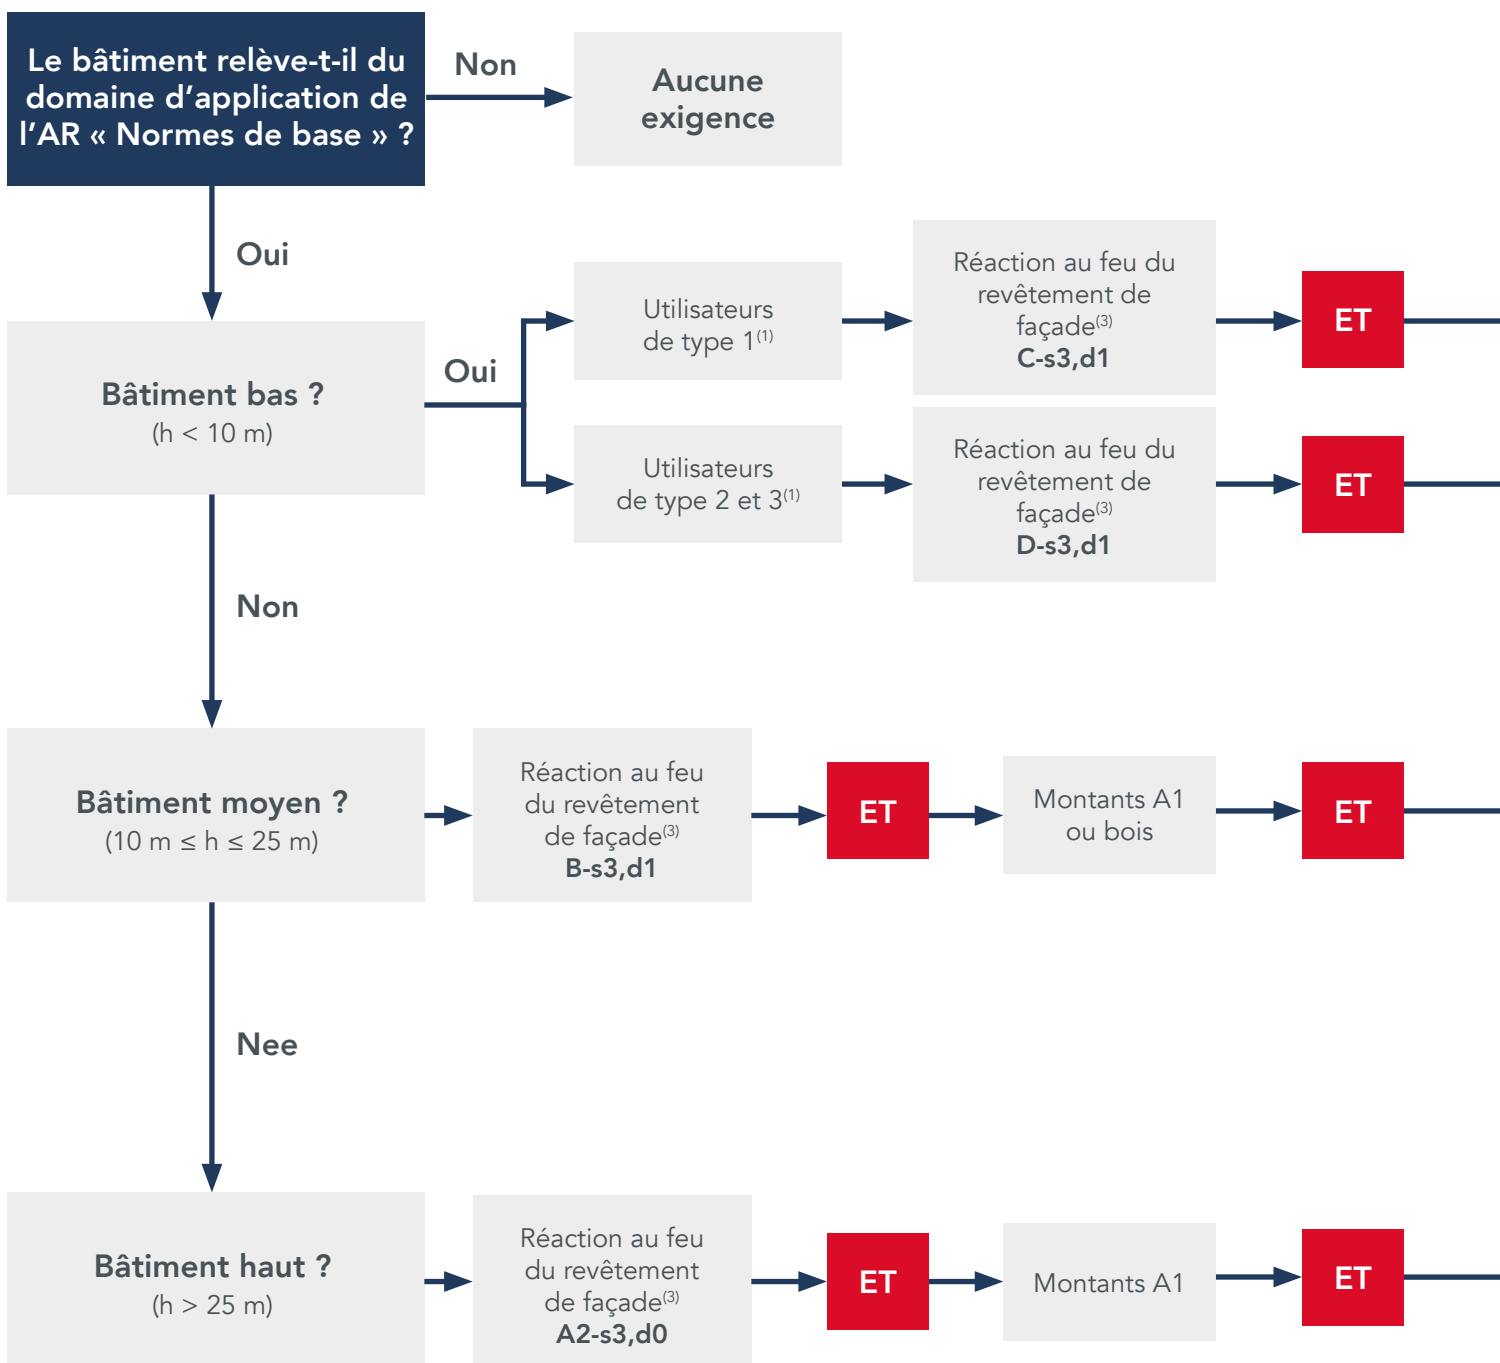 Le bâtiment relève-t-il du
domaine d’application de
l’AR « Normes de base » ?
Non
Aucune
exigence
Oui
Bâtiment bas ?
(h < 10 m)
Oui
Utilisateurs
de type 1(1)
Réaction au feu du
revêtement de
façade(3)
C-s3,d1
ET
Utilisateurs
de type 2 et 3(1)
Réaction au feu du
revêtement de
façade(3)
D-s3,d1
ET
Non
Bâtiment moyen ?
(10 m ≤ h ≤ 25 m)
Réaction au feu
du revêtement
de façade(3)
B-s3,d1
ET
Montants A1
ou bois
ET
Nee
Bâtiment haut ?
(h > 25 m)
Réaction au feu
du revêtement
de façade(3)
A2-s3,d0
ET
Montants A1
ET